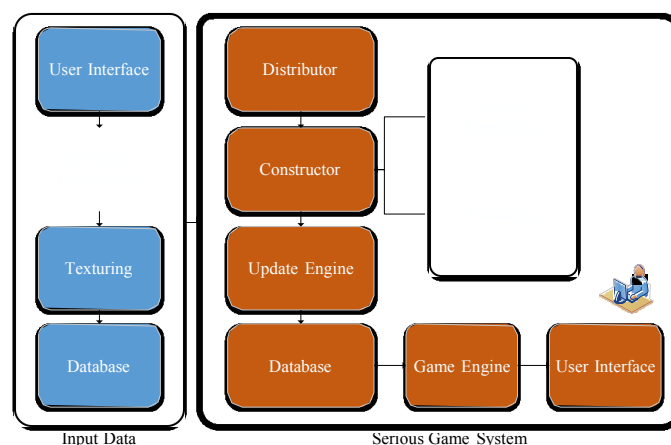 User Interface
Texturing
Database
Input Data
Distributor
Constructor
Update Engine
Database
Game Engine
User Interface
Serious Game System